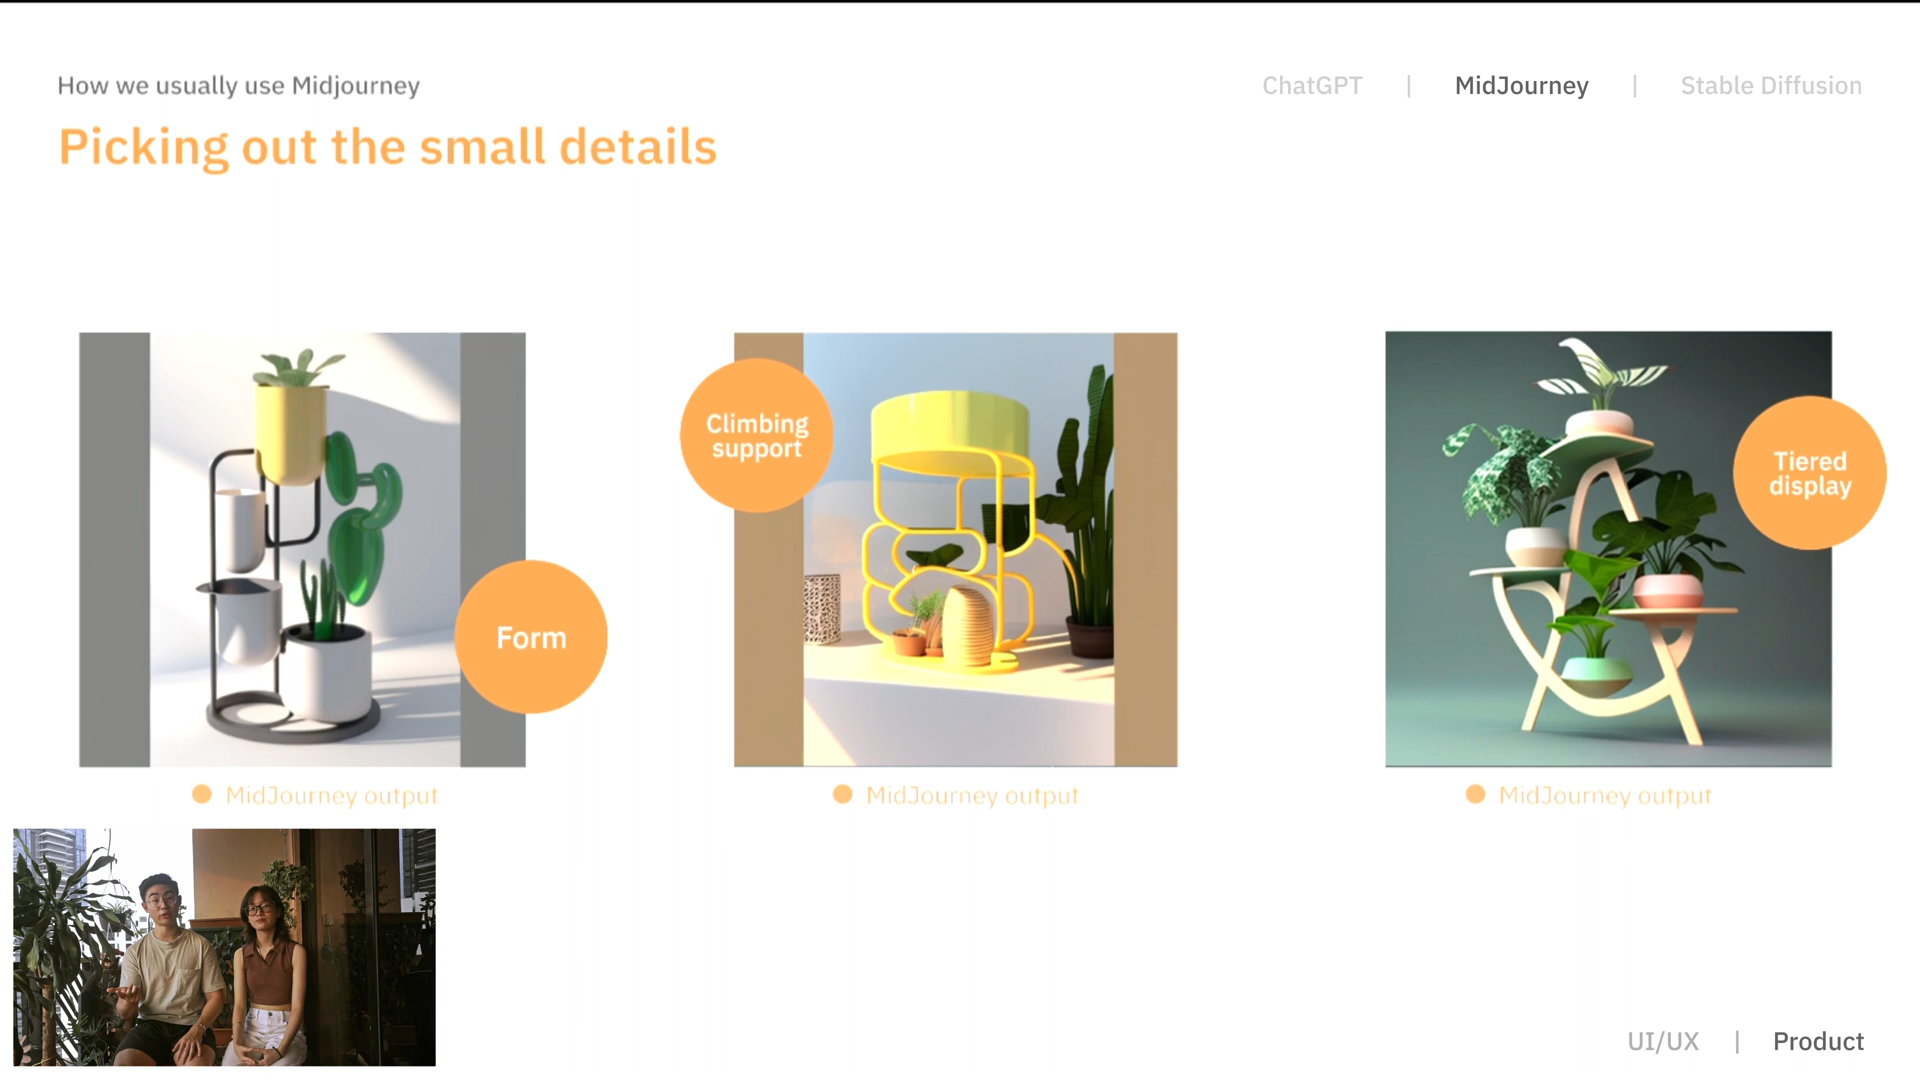 How we usually use Midjourney
ChatGPT | MidJourney | Stable Diffusion
Picking out the small details
Climbing
support
Tiered
display
Form
MidJourney output
MidJourney output
MidJourney output
UI/UX | Product